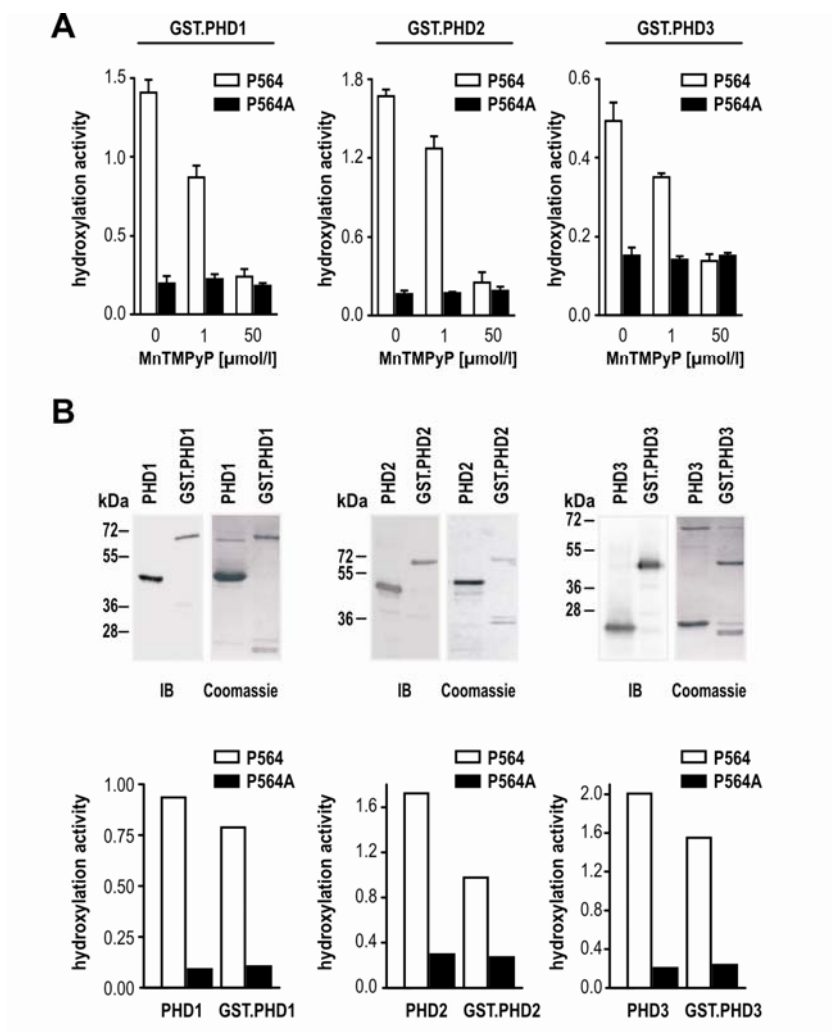 A
GST.PHD1
GST.PHD2
GST.PHD3
hydroxylation activity
1.5
1.0
0.5
0.0
P564
P564A
0 1 50
MnTMPyP [µmol/l]
hydroxylation activity
1.8
1.2
0.6
0.0
P564
P564A
0 1 50
MnTMPyP [µmol/l]
hydroxylation activity
0.6
0.4
0.2
0.0
P564
P564A
0 1 50
MnTMPyP [µmol/l]
B
kDa
PHD1
GST.PHD1
PHD1
GST.PHD1
72
55
36
28
IB Coomassie
kDa
PHD2
GST.PHD2
PHD2
GST.PHD2
72
55
36
IB Coomassie
kDa
PHD3
GST.PHD3
PHD3
GST.PHD3
72
55
36
28
IB Coomassie
hydroxylation activity
1.00
0.75
0.50
0.25
0.00
P564
P564A
PHD1 GST.PHD1
hydroxylation activity
1.6
1.2
0.8
0.4
0.0
P564
P564A
PHD2 GST.PHD2
hydroxylation activity
2.0
1.6
1.2
0.8
0.4
0.0
P564
P564A
PHD3 GST.PHD3